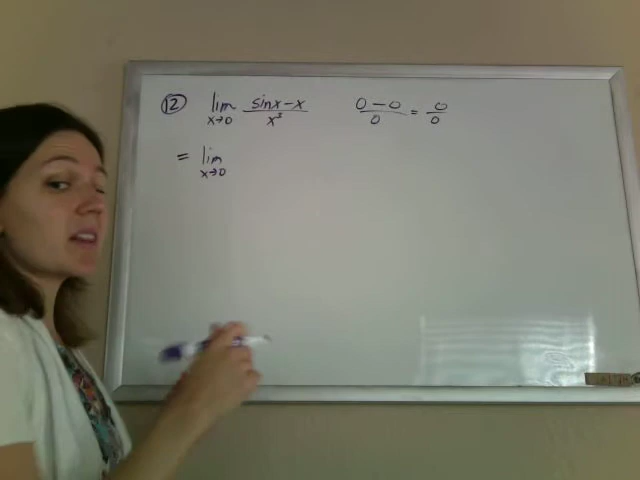 12 lim x→0 (sinx-x)/x³ (0-0)/0 = 0/0
= lim x→0